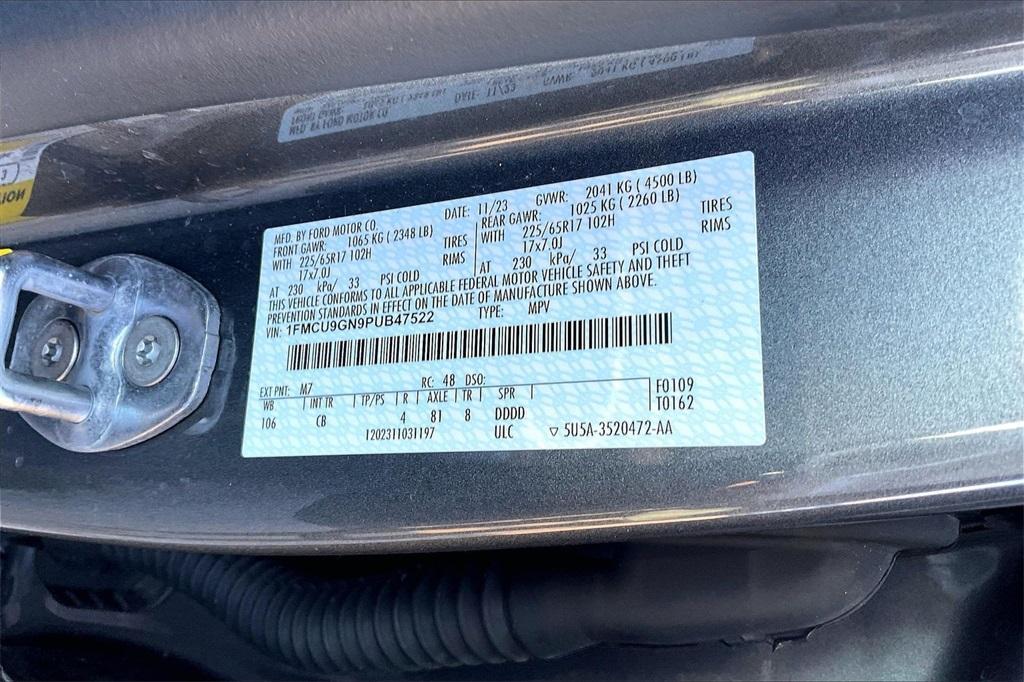 MFD. BY FORD MOTOR CO.
DATE: 11/23 GVWR: 2041 KG ( 4500 LB)
FRONT GAWR: 1065 KG ( 2348 LB) REAR GAWR: 1025 KG ( 2260 LB)
WITH 225/65R17 102H TIRES WITH 225/65R17 102H TIRES
17x7.0J RIMS 17x7.0J RIMS
AT 230 kPa/ 33 PSI COLD AT 230 kPa/ 33 PSI COLD
THIS VEHICLE CONFORMS TO ALL APPLICABLE FEDERAL MOTOR VEHICLE SAFETY AND THEFT
PREVENTION STANDARDS IN EFFECT ON THE DATE OF MANUFACTURE SHOWN ABOVE.
VIN: 1FMCU9GN9PUB47522 TYPE: MPV
EXT PNT: M7 RC: 48 DSO:
WB INT TR TP/PS R AXLE TR SPR F0109
106 CB 4 81 8 DDDD T0162
1202311031197 ULC ▽ 5U5A-3520472-AA